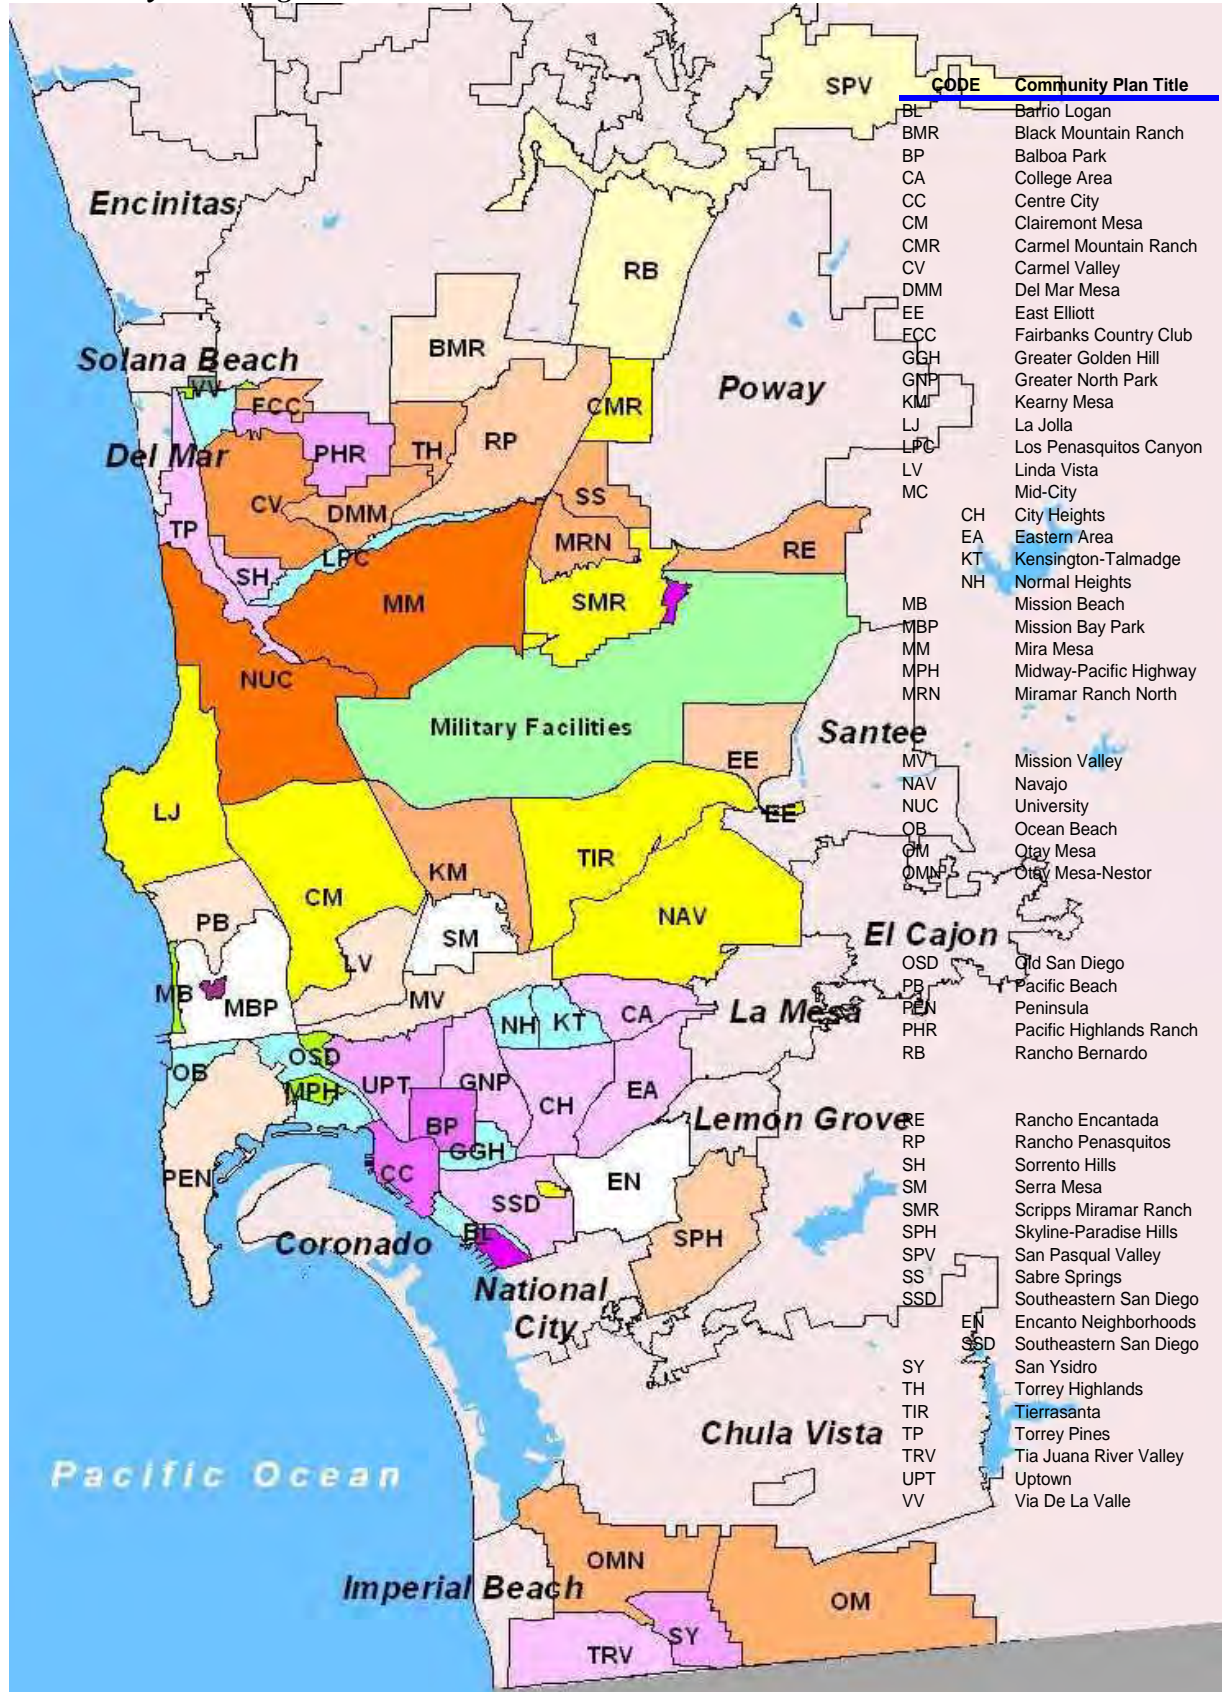 SPV
CODE Community Plan Title
BL Barrio Logan
BMR Black Mountain Ranch
BP Balboa Park
CA College Area
CC Centre City
CM Clairemont Mesa
CMR Carmel Mountain Ranch
CV Carmel Valley
DMM Del Mar Mesa
EE East Elliott
FCC Fairbanks Country Club
GGH Greater Golden Hill
GNP Greater North Park
KM Kearny Mesa
LJ La Jolla
LPC Los Penasquitos Canyon
LV Linda Vista
MC Mid-City
CH City Heights
EA Eastern Area
KT Kensington-Talmadge
NH Normal Heights
MB Mission Beach
MBP Mission Bay Park
MM Mira Mesa
MPH Midway-Pacific Highway
MRN Miramar Ranch North
MV Mission Valley
NAV Navajo
NUC University
OB Ocean Beach
OM Otay Mesa
OMN Otay Mesa-Nestor
OSD Old San Diego
PB Pacific Beach
PEN Peninsula
PHR Pacific Highlands Ranch
RB Rancho Bernardo
RE Rancho Encantada
RP Rancho Penasquitos
SH Sorrento Hills
SM Serra Mesa
SMR Scripps Miramar Ranch
SPH Skyline-Paradise Hills
SPV San Pasqual Valley
SS Sabre Springs
SSD Southeastern San Diego
EN Encanto Neighborhoods
SSD Southeastern San Diego
SY San Ysidro
TH Torrey Highlands
TIR Tierrasanta
TP Torrey Pines
TRV Tia Juana River Valley
UPT Uptown
VV Via De La Valle
Encinitas
RB
BMR
Solana Beach
VV
Poway
FCC
CMR
Del Mar
PHR
TH
RP
CV
DMM
SS
TP
LPC
MRN
RE
SH
MM
SMR
NUC
Military Facilities
Santee
EE
LJ
EE
KM
TIR
CM
PB
SM
NAV
El Cajon
LV
MB
MBP
MV
NH
KT
CA
La Mesa
OSD
OB
MPH
UPT
GNP
CH
EA
BP
Lemon Grove
GGH
PEN
CC
EN
SSD
BL
SPH
Coronado
National
City
Chula Vista
Pacific Ocean
OMN
Imperial Beach
OM
SY
TRV